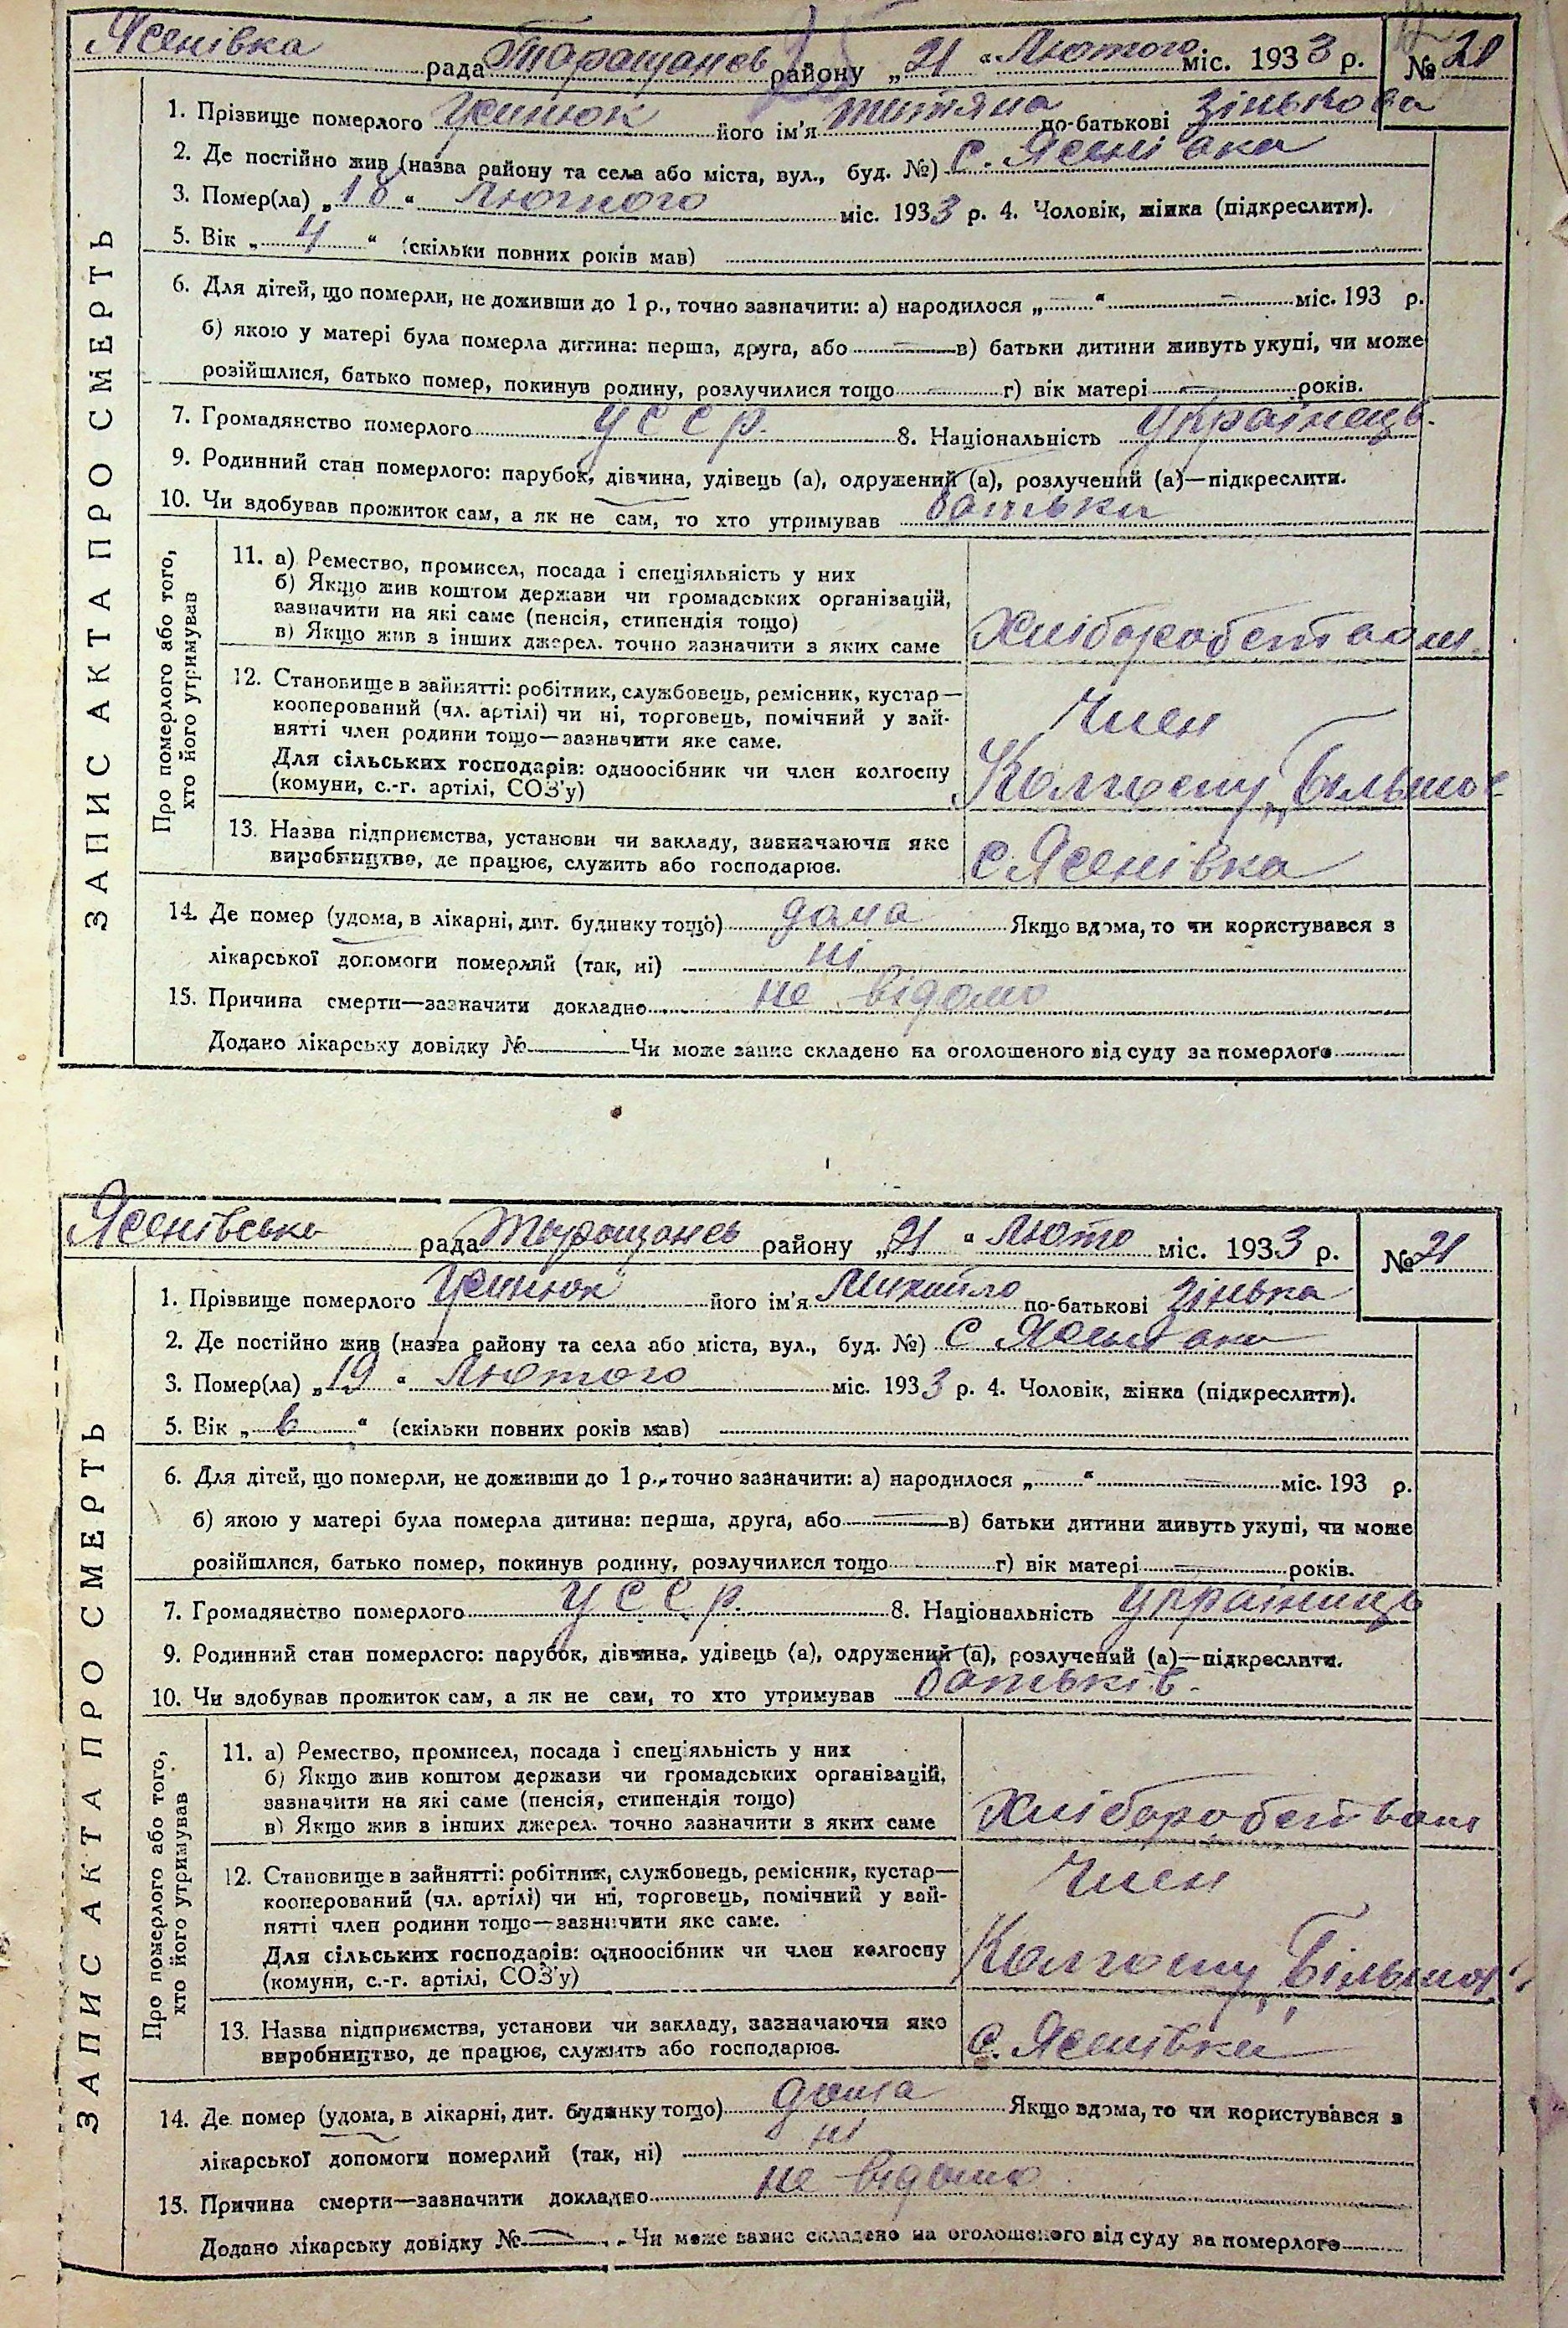 Ясенівка рада Таращансь району „21“ Лютого міс. 1933 р. № 20
1. Прізвище померлого Усинюк його ім'я Титяна по-батькові Зінькова
2. Де постійно жив (назва району та села або міста, вул., буд. №) С. Ясенівка
3. Помер(ла) „18“ Лютого міс. 1933 р. 4. Чоловік, жінка (підкреслити).
5. Вік „4“ (скільки повних років мав)
6. Для дітей, що померли, не доживши до 1 р., точно зазначити: а) народилося „—“ — міс. 193 р.
б) якою у матері була померла дитина: перша, друга, або — в) батьки дитини живуть укупі, чи може
розійшлися, батько помер, покинув родину, розлучилися тощо — г) вік матері — років.
7. Громадянство померлого УССР 8. Національність Українець.
9. Родинний стан померлого: парубок, дівчина, удівець (а), одружений (а), розлучений (а)—підкреслити.
10. Чи здобував прожиток сам, а як не сам, то хто утримував батьки
ЗАПИС АКТА ПРО СМЕРТЬ
Про померлого або того,
хто його утримував
11. а) Ремество, промисел, посада і спеціяльність у них
б) Якщо жив коштом держави чи громадських організацій,
зазначити на які саме (пенсія, стипендія тощо)
в) Якщо жив з інших джерел. точно зазначити з яких саме
Хліборобством
12. Становище в зайнятті: робітник, службовець, ремісник, кустар—
кооперований (чл. артілі) чи ні, торговець, помічний у зай-
нятті член родини тощо—зазначити яке саме.
Для сільських господарів: одноосібник чи член колгоспу
(комуни, с.-г. артілі, СОЗ'у)
Член
Колгоспу „Більшов
13. Назва підприємства, установи чи закладу, зазначаючи яке
виробництво, де працює, служить або господарює.
С. Ясенівка
14. Де помер (удома, в лікарні, дит. будинку тощо) дома Якщо вдома, то чи користувався з
лікарської допомоги померлий (так, ні) ні
15. Причина смерти—зазначити докладно не відомо
Додано лікарську довідку № Чи може запис складено на оголошеного від суду за померлого
Ясенівська рада Таращансь району „21“ Люто міс. 1933 р. № 21
1. Прізвище померлого Усинюк його ім'я Михайло по-батькові Зінька
2. Де постійно жив (назва району та села або міста, вул., буд. №) С Ясенівка
3. Помер(ла) „19“ Лютого міс. 1933 р. 4. Чоловік, жінка (підкреслити).
5. Вік „6“ (скільки повних років мав)
6. Для дітей, що померли, не доживши до 1 р., точно зазначити: а) народилося „ “ — міс. 193 р.
б) якою у матері була померла дитина: перша, друга, або — в) батьки дитини живуть укупі, чи може
розійшлися, батько помер, покинув родину, розлучилися тощо г) вік матері — років.
7. Громадянство померлого УССР 8. Національність Українець
9. Родинний стан померлого: парубок, дівчина, удівець (а), одружений (а), розлучений (а)—підкреслити.
10. Чи здобував прожиток сам, а як не сам, то хто утримував батьків.
ЗАПИС АКТА ПРО СМЕРТЬ
Про померлого або того,
хто його утримував
11. а) Ремество, промисел, посада і спеціяльність у них
б) Якщо жив коштом держави чи громадських організацій,
зазначити на які саме (пенсія, стипендія тощо)
в) Якщо жив з інших джерел. точно зазначити з яких саме
Хліборобством
12. Становище в зайнятті: робітник, службовець, ремісник, кустар—
кооперований (чл. артілі) чи ні, торговець, помічний у зай-
нятті член родини тощо—зазначити яке саме.
Для сільських господарів: одноосібник чи член колгоспу
(комуни, с.-г. артілі, СОЗ'у)
Член
Колгоспу „Більшов“
13. Назва підприємства, установи чи закладу, зазначаючи яке
виробництво, де працює, служить або господарює.
С. Ясенівка
14. Де помер (удома, в лікарні, дит. будинку тощо) дома Якщо вдома, то чи користувався з
лікарської допомоги померлий (так, ні) ні
15. Причина смерти—зазначити докладно не відомо
Додано лікарську довідку № — Чи може запис складено на оголошеного від суду за померлого